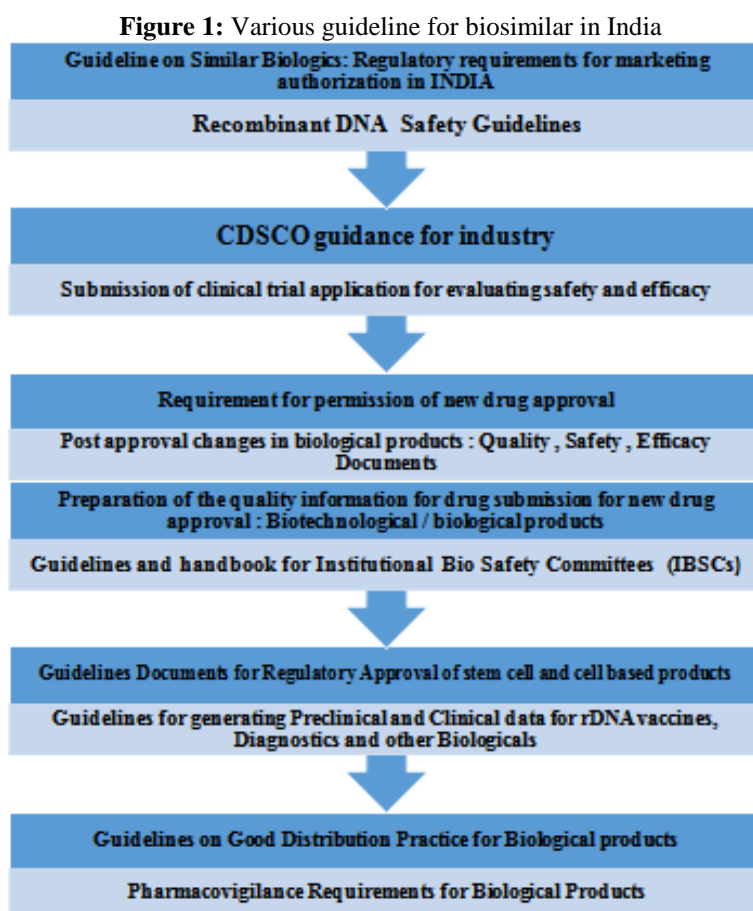 Figure 1: Various guideline for biosimilar in India
Guideline on Similar Biologics: Regulatory requirements for marketing
authorization in INDIA
Recombinant DNA Safety Guidelines
CDSCO guidance for industry
Submission of clinical trial application for evaluating safety and efficacy
Requirement for permission of new drug approval
Post approval changes in biological products : Quality , Safety , Efficacy
Documents
Preparation of the quality information for drug submission for new drug
approval : Biotechnological / biological products
Guidelines and handbook for Institutional Bio Safety Committees (IBSCs)
Guidelines Documents for Regulatory Approval of stem cell and cell based products
Guidelines for generating Preclinical and Clinical data for rDNA vaccines,
Diagnostics and other Biologicals
Guidelines on Good Distribution Practice for Biological products
Pharmacovigilance Requirements for Biological Products